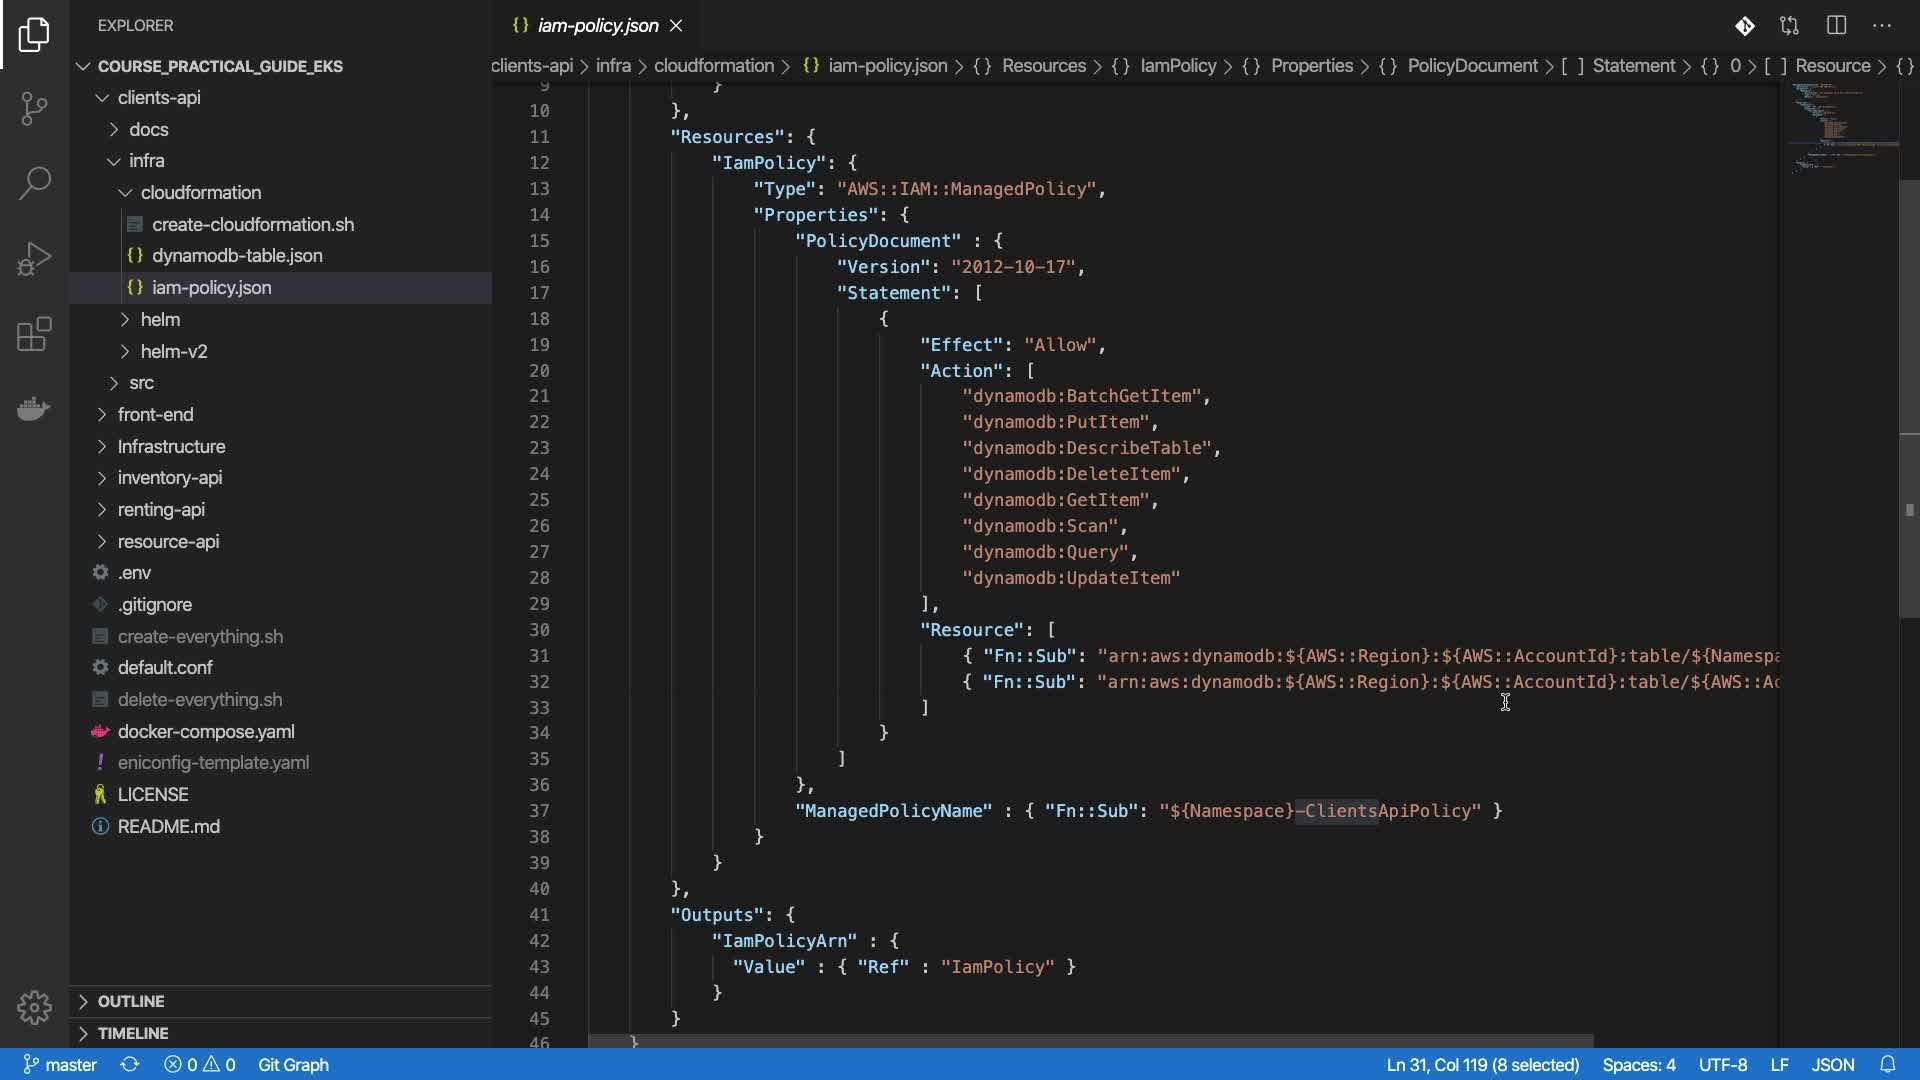 EXPLORER
COURSE_PRACTICAL_GUIDE_EKS
clients-api
docs
infra
cloudformation
create-cloudformation.sh
dynamodb-table.json
iam-policy.json
helm
helm-v2
src
front-end
Infrastructure
inventory-api
renting-api
resource-api
.env
.gitignore
create-everything.sh
default.conf
delete-everything.sh
docker-compose.yaml
eniconfig-template.yaml
LICENSE
README.md
OUTLINE
TIMELINE
{} iam-policy.json
clients-api > infra > cloudformation > {} iam-policy.json > {} Resources > {} IamPolicy > {} Properties > {} PolicyDocument > [ ] Statement > {} 0 > [ ] Resource > {}
9 }
10 },
11 "Resources": {
12 "IamPolicy": {
13 "Type": "AWS::IAM::ManagedPolicy",
14 "Properties": {
15 "PolicyDocument" : {
16 "Version": "2012-10-17",
17 "Statement": [
18 {
19 "Effect": "Allow",
20 "Action": [
21 "dynamodb:BatchGetItem",
22 "dynamodb:PutItem",
23 "dynamodb:DescribeTable",
24 "dynamodb:DeleteItem",
25 "dynamodb:GetItem",
26 "dynamodb:Scan",
27 "dynamodb:Query",
28 "dynamodb:UpdateItem"
29 ],
30 "Resource": [
31 { "Fn::Sub": "arn:aws:dynamodb:${AWS::Region}:${AWS::AccountId}:table/${Namespa
32 { "Fn::Sub": "arn:aws:dynamodb:${AWS::Region}:${AWS::AccountId}:table/${AWS::Ac
33 ]
34 }
35 ]
36 },
37 "ManagedPolicyName" : { "Fn::Sub": "${Namespace}-ClientsApiPolicy" }
38 }
39 }
40 },
41 "Outputs": {
42 "IamPolicyArn" : {
43 "Value" : { "Ref" : "IamPolicy" }
44 }
45 }
46 }
master 0 0 Git Graph Ln 31, Col 119 (8 selected) Spaces: 4 UTF-8 LF JSON